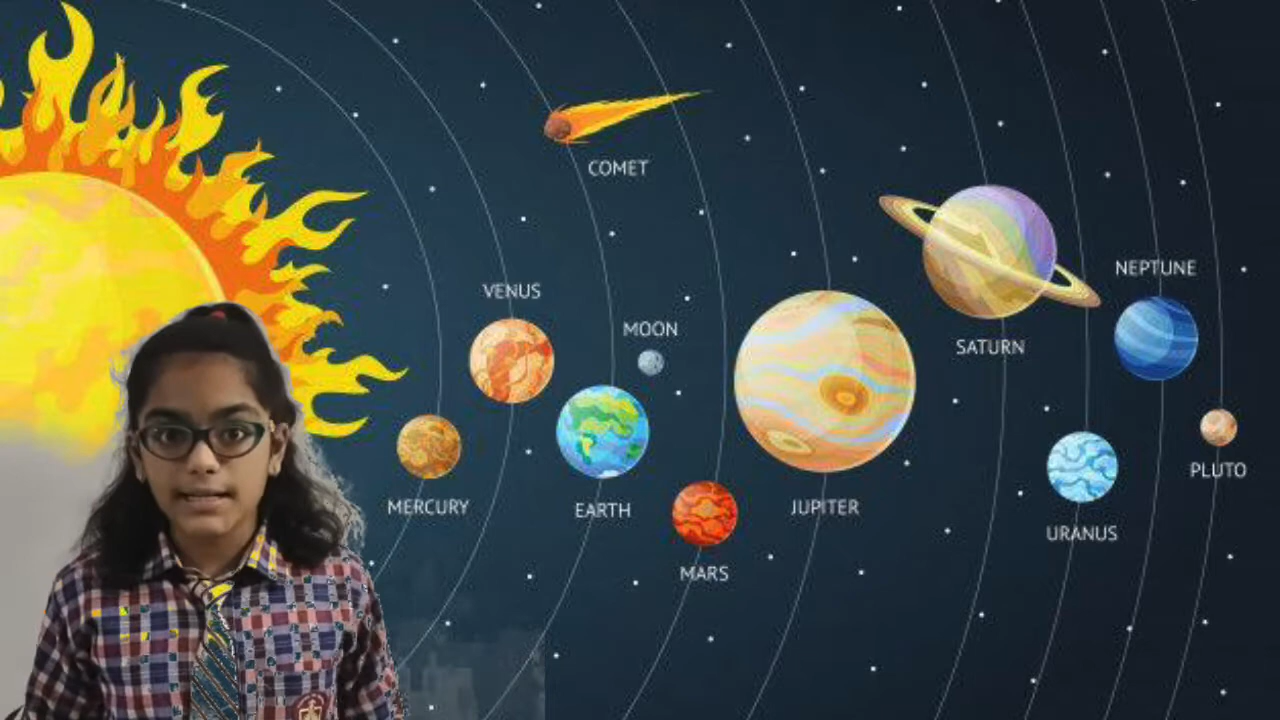 COMET
NEPTUNE
VENUS
MOON
SATURN
PLUTO
MERCURY
EARTH
JUPITER
URANUS
MARS